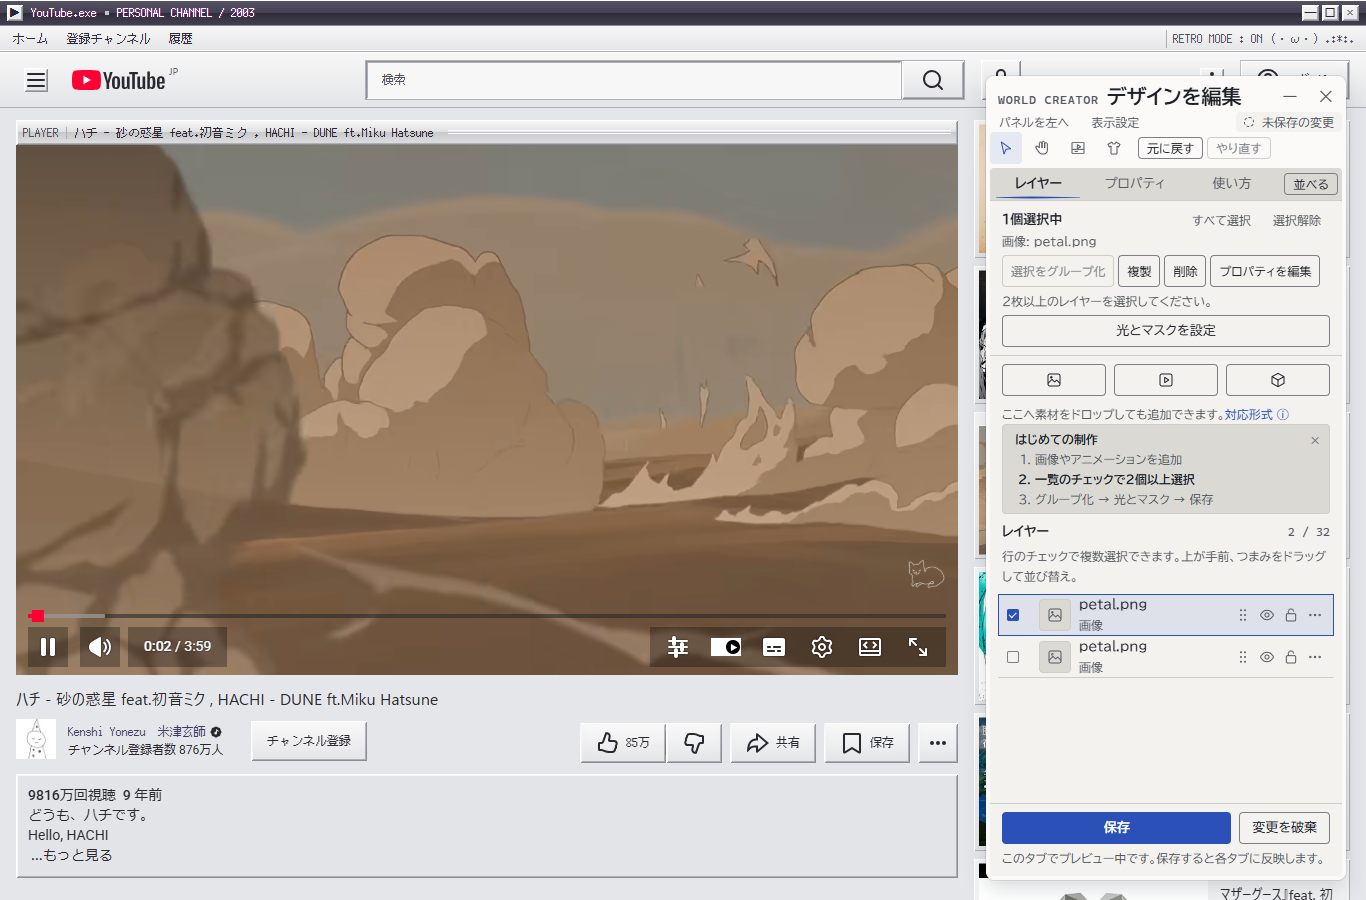 YouTube.exe ▪ PERSONAL CHANNEL / 2003
ホーム 登録チャンネル 履歴
RETRO MODE : ON (・ω・) .:*:.
YouTube JP
検索
PLAYER ハチ - 砂の惑星 feat.初音ミク , HACHI - DUNE ft.Miku Hatsune
0:02 / 3:59
ハチ - 砂の惑星 feat.初音ミク , HACHI - DUNE ft.Miku Hatsune
Kenshi Yonezu 米津玄師
チャンネル登録者数 876万人
チャンネル登録
85万
共有
保存
9816万回視聴 9 年前
どうも、ハチです。
Hello, HACHI
...もっと見る
WORLD CREATOR デザインを編集
パネルを左へ 表示設定 未保存の変更
元に戻す やり直す
レイヤー プロパティ 使い方 並べる
1個選択中 すべて選択 選択解除
画像: petal.png
選択をグループ化 複製 削除 プロパティを編集
2枚以上のレイヤーを選択してください。
光とマスクを設定
ここへ素材をドロップしても追加できます。対応形式 ⓘ
はじめての制作 ×
1. 画像やアニメーションを追加
2. 一覧のチェックで2個以上選択
3. グループ化 → 光とマスク → 保存
レイヤー 2 / 32
行のチェックで複数選択できます。上が手前、つまみをドラッグ
して並び替え。
petal.png
画像
petal.png
画像
保存 変更を破棄
このタブでプレビュー中です。保存すると各タブに反映します。
マザーグース』feat. 初